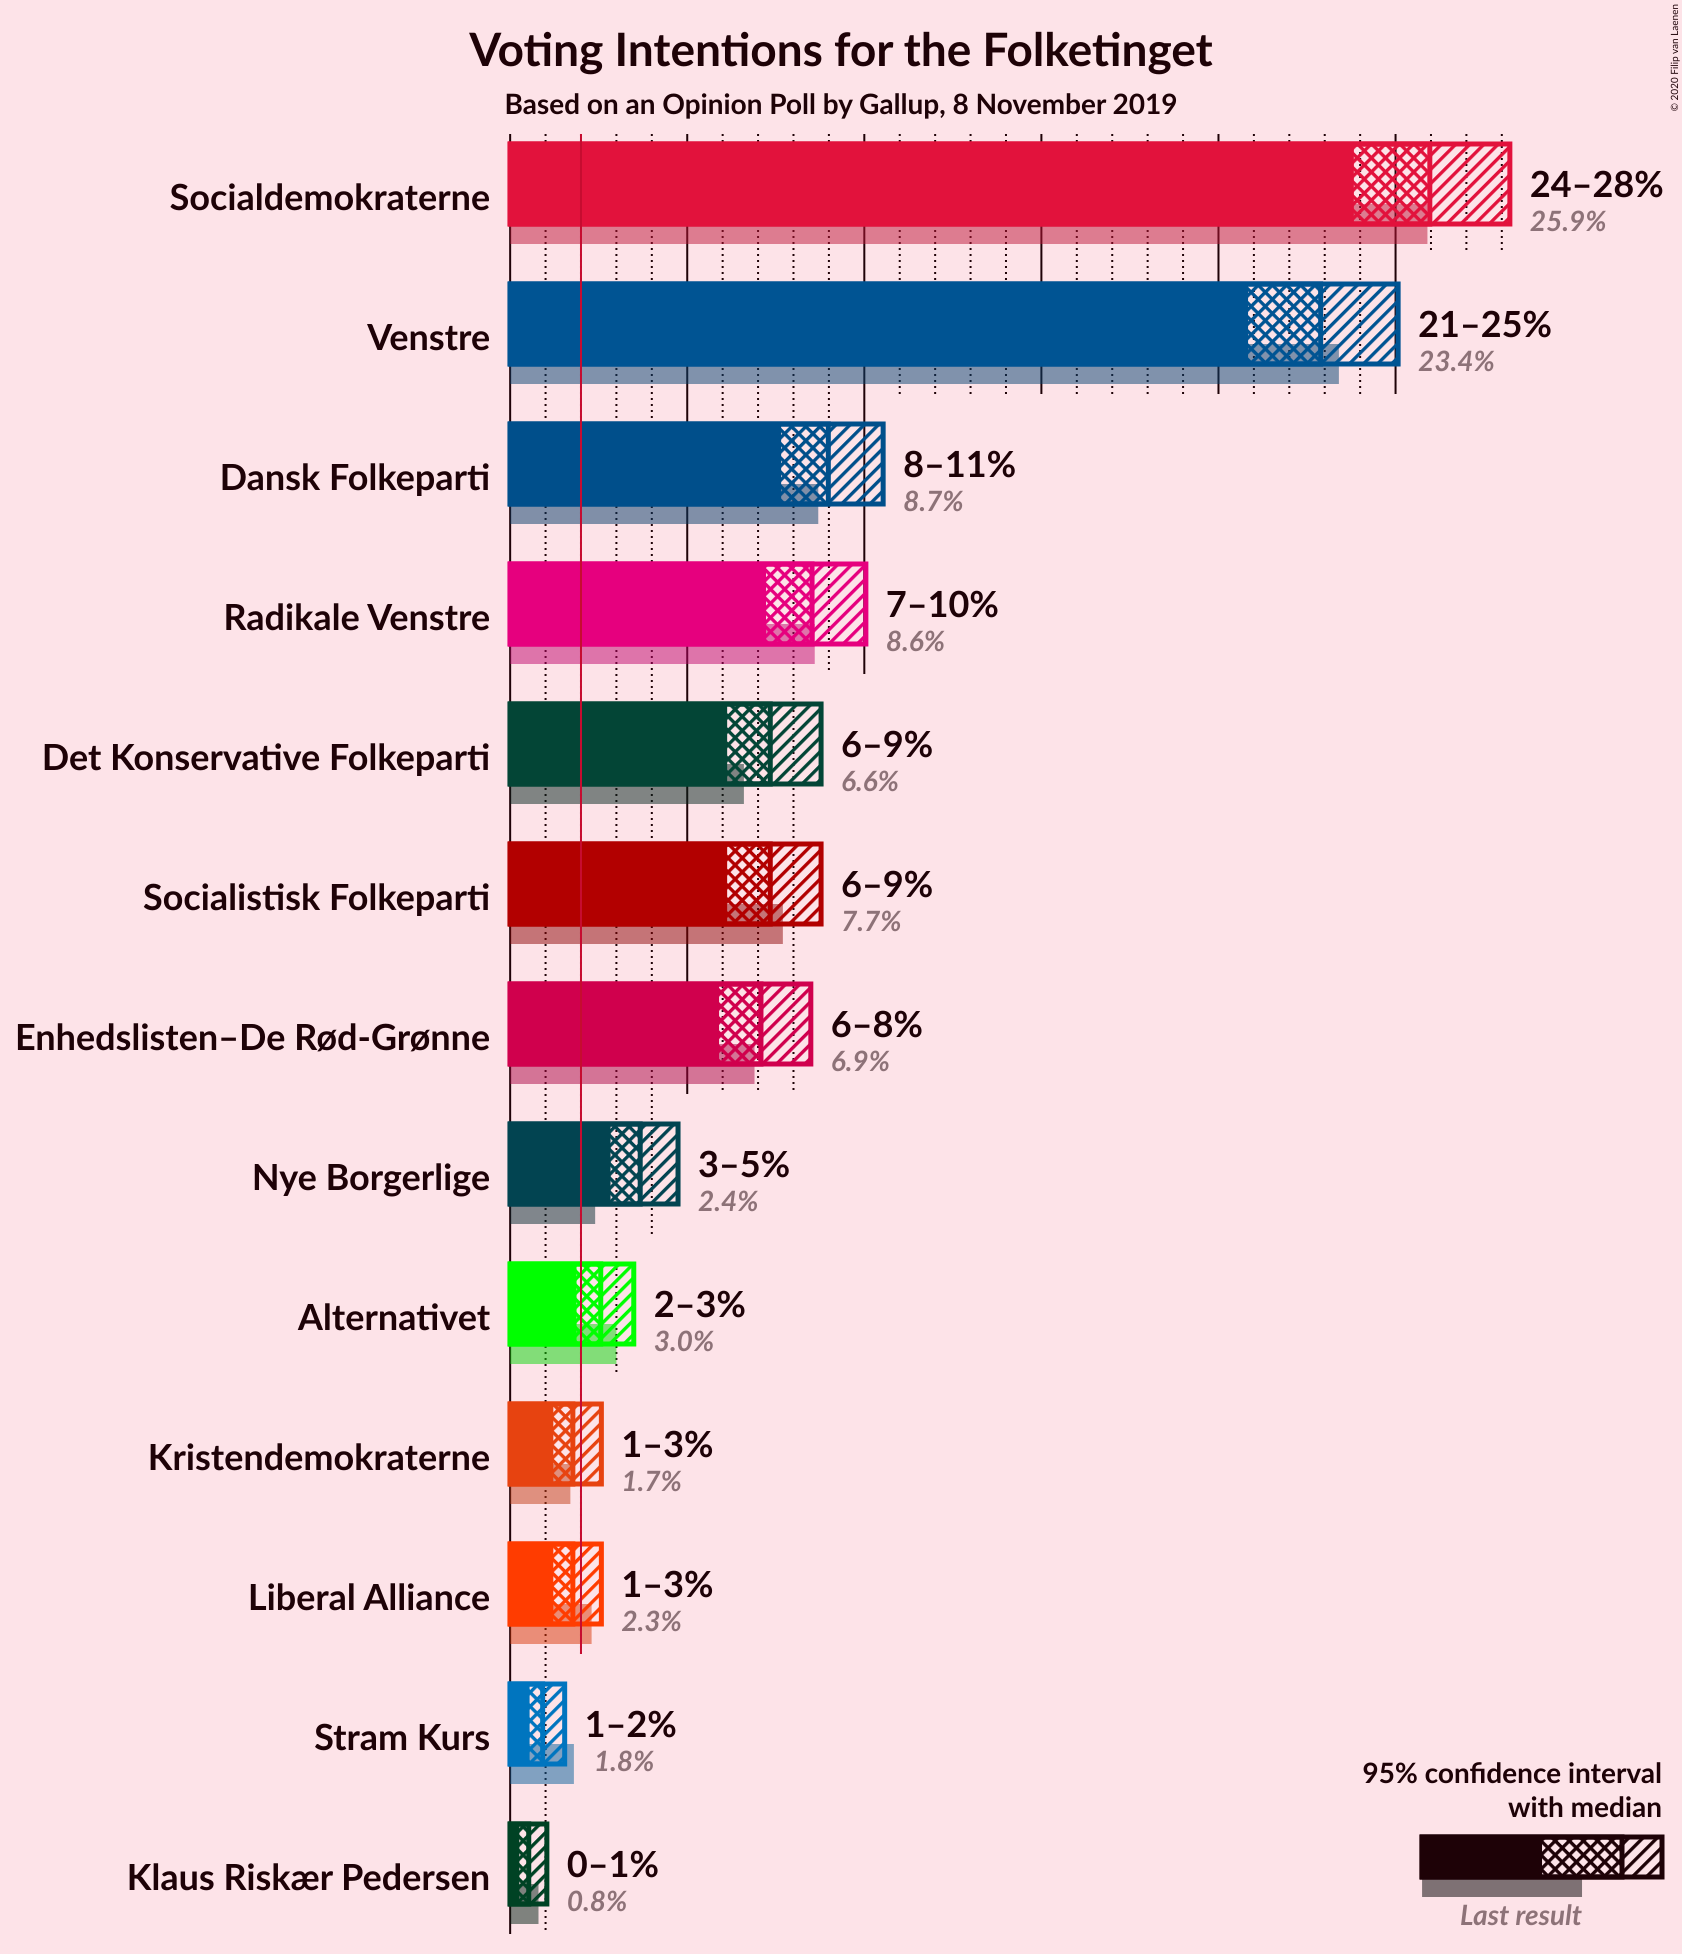 Voting Intentions for the Folketinget
Based on an Opinion Poll by Gallup, 8 November 2019
© 2020 Filip van Laenen
Socialdemokraterne
24–28%
25.9%
Venstre
21–25%
23.4%
Dansk Folkeparti
8–11%
8.7%
Radikale Venstre
7–10%
8.6%
Det Konservative Folkeparti
6–9%
6.6%
Socialistisk Folkeparti
6–9%
7.7%
Enhedslisten–De Rød-Grønne
6–8%
6.9%
Nye Borgerlige
3–5%
2.4%
Alternativet
2–3%
3.0%
Kristendemokraterne
1–3%
1.7%
Liberal Alliance
1–3%
2.3%
Stram Kurs
1–2%
1.8%
Klaus Riskær Pedersen
0–1%
0.8%
95% confidence interval
with median
Last result